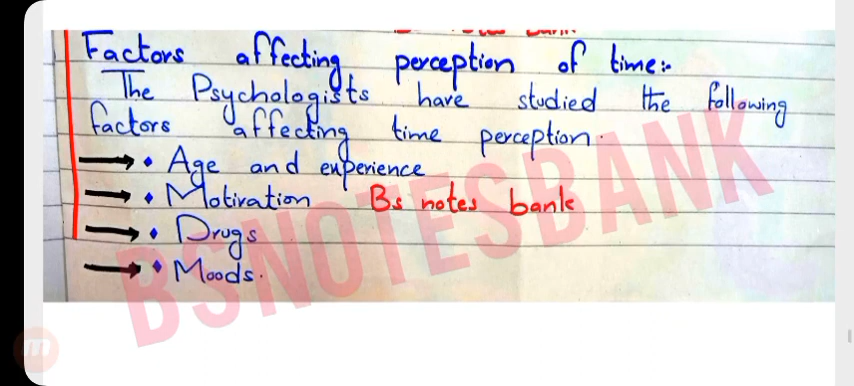 Factors affecting perception of time:-
The Psychologists have studied the following
factors affecting time perception.
→ • Age and experience
→ • Motivation Bs notes bank
→ • Drugs
→ • Moods.
BSNOTESBANK
m